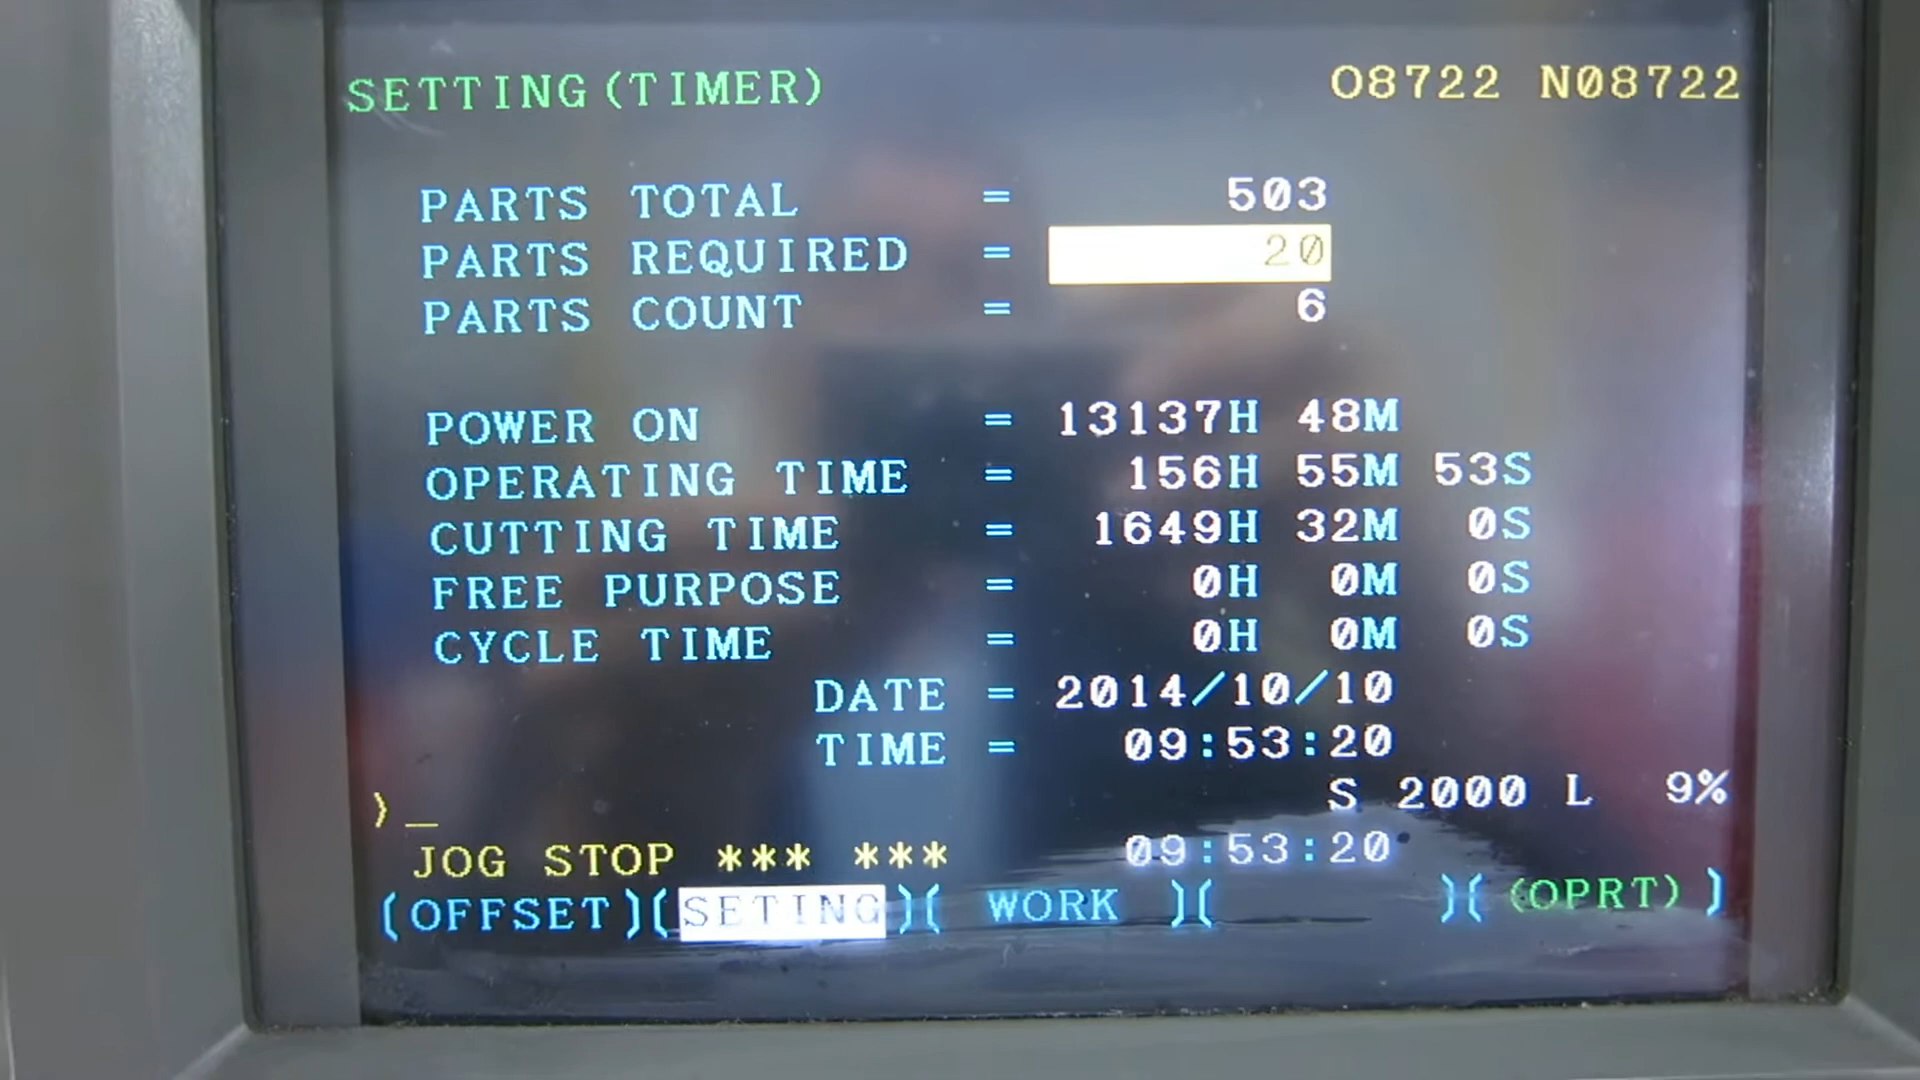 SETTING(TIMER) O8722 N08722
PARTS TOTAL = 503
PARTS REQUIRED = 20
PARTS COUNT = 6
POWER ON = 13137H 48M
OPERATING TIME = 156H 55M 53S
CUTTING TIME = 1649H 32M 0S
FREE PURPOSE = 0H 0M 0S
CYCLE TIME = 0H 0M 0S
DATE = 2014/10/10
TIME = 09:53:20
S 2000 L 9%
)_
JOG STOP *** *** 09:53:20
(OFFSET)(SETING)( WORK )( )( (OPRT) )